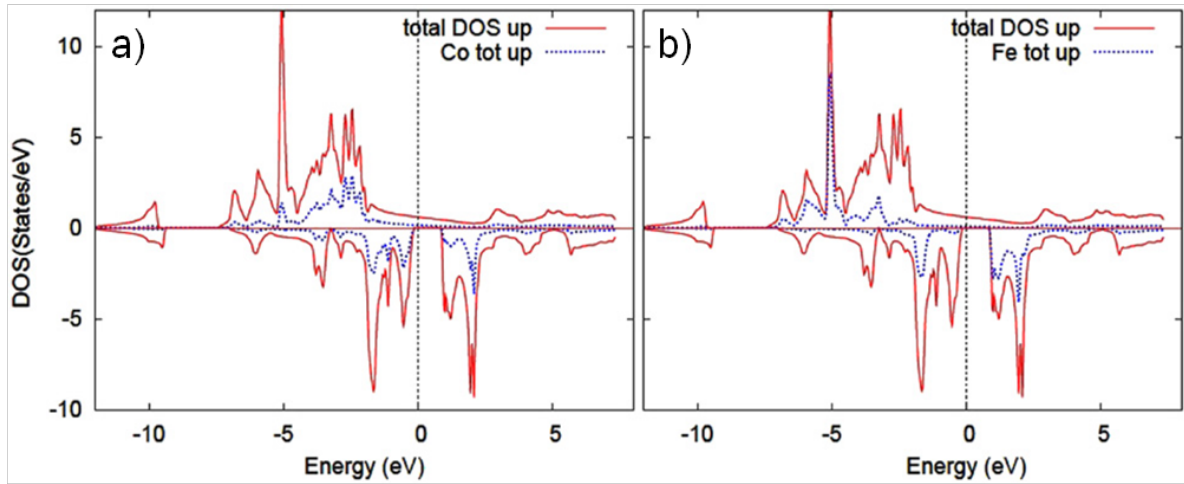 a)
total DOS up
Co tot up
b)
total DOS up
Fe tot up
DOS(States/eV)
10
5
0
-5
-10
-10
-5
0
5
-10
-5
0
5
Energy (eV)
Energy (eV)